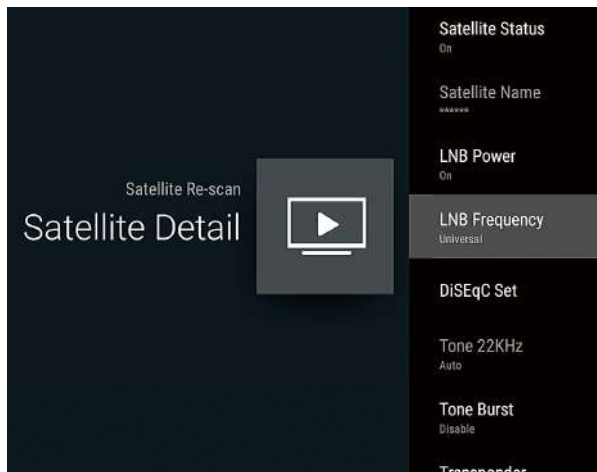 Satellite Re-scan
Satellite Detail
Satellite Status
On
Satellite Name
******
LNB Power
On
LNB Frequency
Universal
DiSEqC Set
Tone 22KHz
Auto
Tone Burst
Disable
Transponder